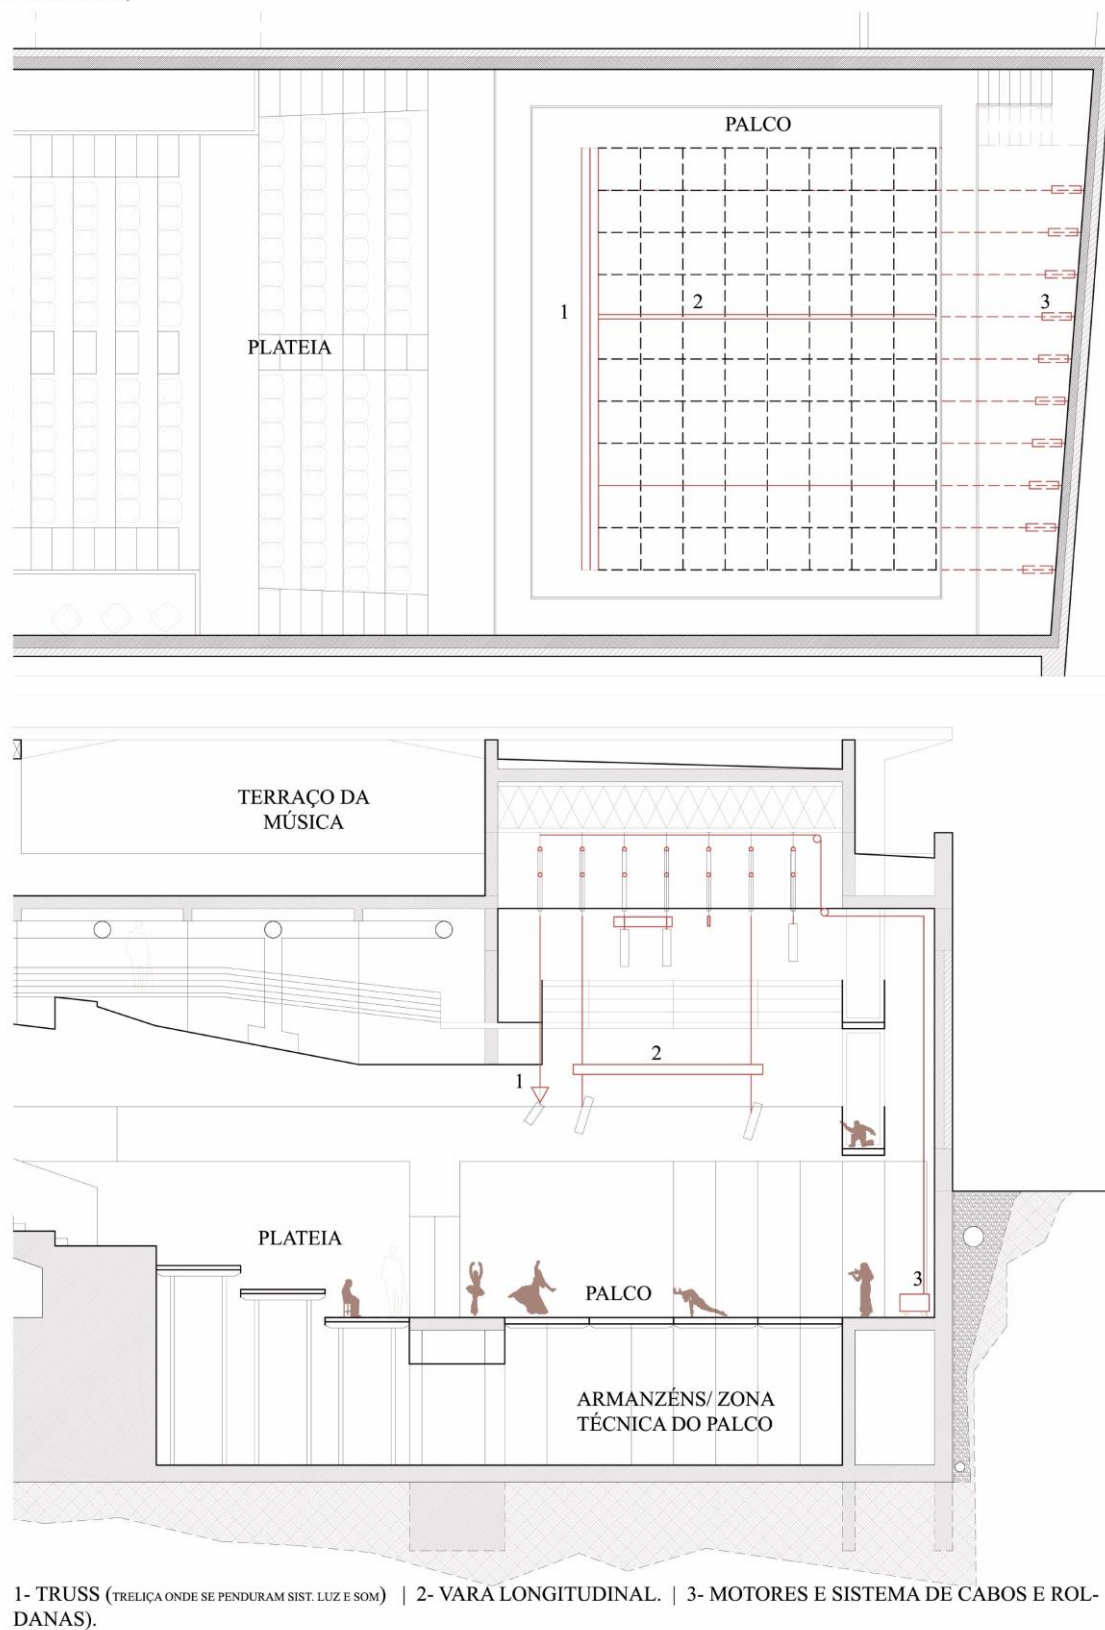 PALCO
2
3
1
PLATEIA
TERRAÇO DA
MÚSICA
2
1
PLATEIA
3
PALCO
ARMANZÉNS/ ZONA
TÉCNICA DO PALCO
1- TRUSS (TRELIÇA ONDE SE PENDURAM SIST. LUZ E SOM) | 2- VARA LONGITUDINAL. | 3- MOTORES E SISTEMA DE CABOS E ROL-
DANAS).